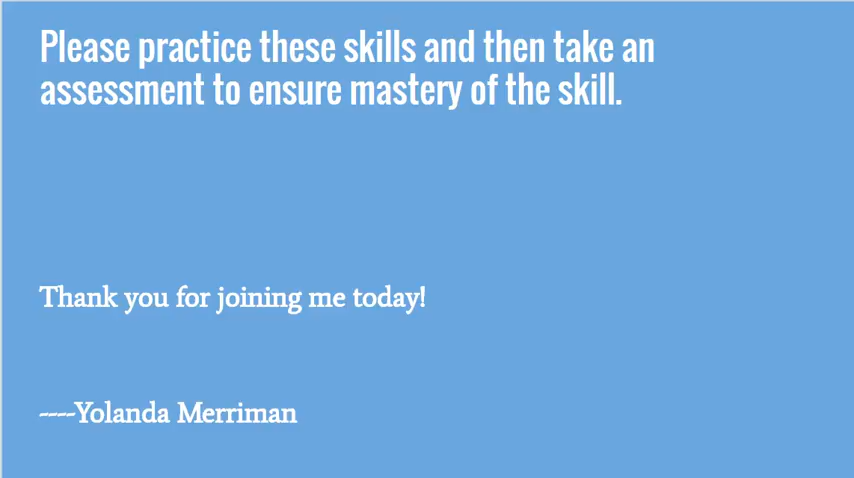 Please practice these skills and then take an
assessment to ensure mastery of the skill.
Thank you for joining me today!
----Yolanda Merriman